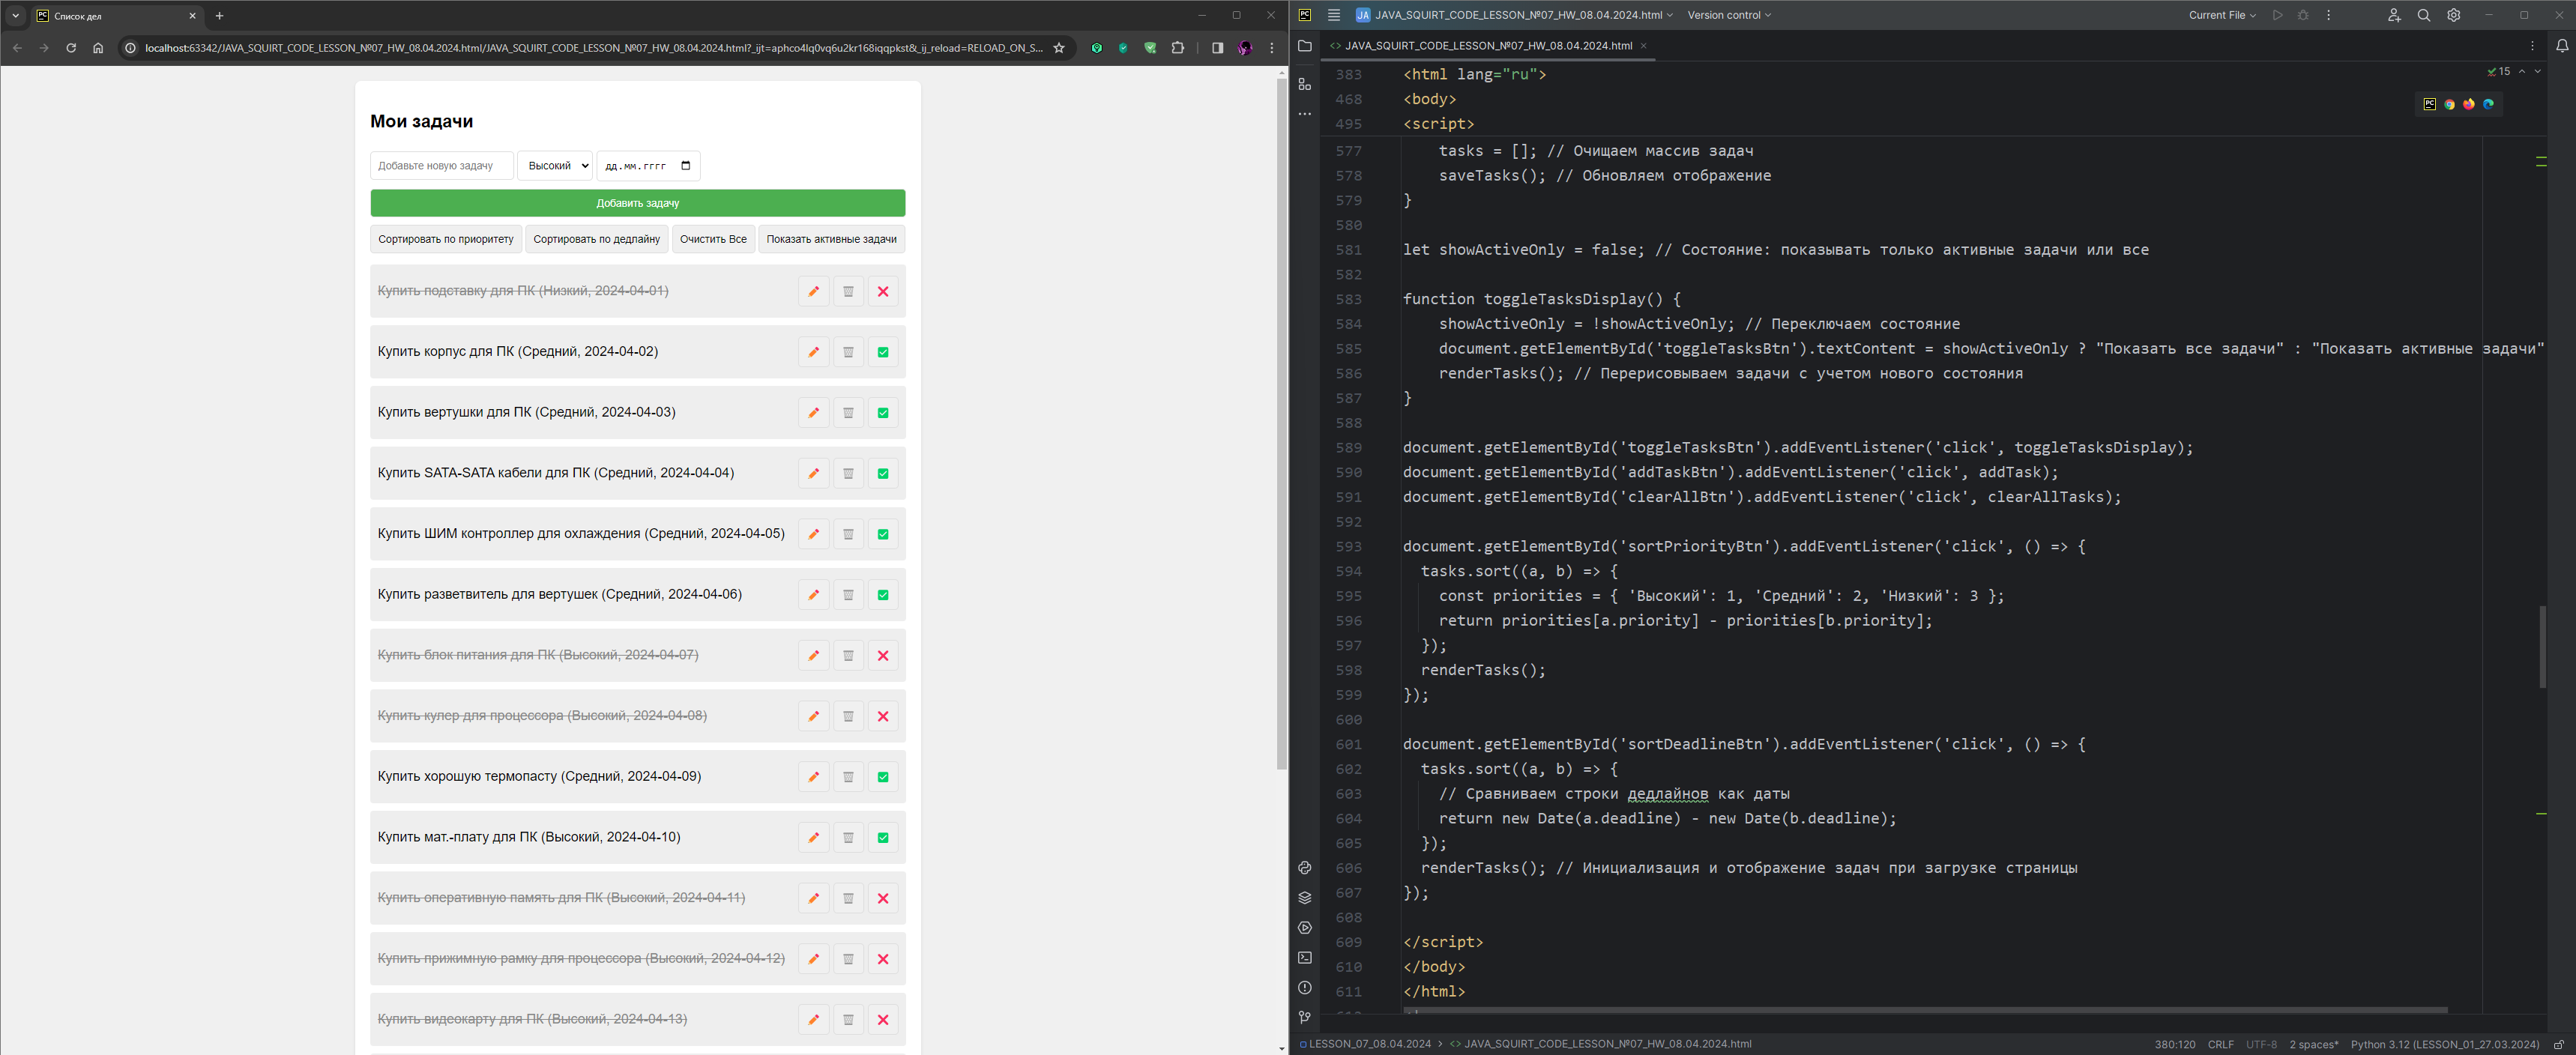 Список дел
localhost:63342/JAVA_SQUIRT_CODE_LESSON_№07_HW_08.04.2024.html/JAVA_SQUIRT_CODE_LESSON_№07_HW_08.04.2024.html?_ijt=aphco4lq0vq6u2kr168iqqpkst&_ij_reload=RELOAD_ON_S...
Мои задачи
Добавьте новую задачу Высокий дд.мм.гггг
Добавить задачу
Сортировать по приоритету Сортировать по дедлайну Очистить Все Показать активные задачи
Купить подставку для ПК (Низкий, 2024-04-01)
Купить корпус для ПК (Средний, 2024-04-02)
Купить вертушки для ПК (Средний, 2024-04-03)
Купить SATA-SATA кабели для ПК (Средний, 2024-04-04)
Купить ШИМ контроллер для охлаждения (Средний, 2024-04-05)
Купить разветвитель для вертушек (Средний, 2024-04-06)
Купить блок питания для ПК (Высокий, 2024-04-07)
Купить кулер для процессора (Высокий, 2024-04-08)
Купить хорошую термопасту (Средний, 2024-04-09)
Купить мат.-плату для ПК (Высокий, 2024-04-10)
Купить оперативную память для ПК (Высокий, 2024-04-11)
Купить прижимную рамку для процессора (Высокий, 2024-04-12)
Купить видеокарту для ПК (Высокий, 2024-04-13)
PC JA JAVA_SQUIRT_CODE_LESSON_№07_HW_08.04.2024.html Version control Current File
<> JAVA_SQUIRT_CODE_LESSON_№07_HW_08.04.2024.html
15
383 <html lang="ru">
468 <body>
495 <script>
577 tasks = []; // Очищаем массив задач
578 saveTasks(); // Обновляем отображение
579 }
580
581 let showActiveOnly = false; // Состояние: показывать только активные задачи или все
582
583 function toggleTasksDisplay() {
584 showActiveOnly = !showActiveOnly; // Переключаем состояние
585 document.getElementById('toggleTasksBtn').textContent = showActiveOnly ? "Показать все задачи" : "Показать активные задачи"
586 renderTasks(); // Перерисовываем задачи с учетом нового состояния
587 }
588
589 document.getElementById('toggleTasksBtn').addEventListener('click', toggleTasksDisplay);
590 document.getElementById('addTaskBtn').addEventListener('click', addTask);
591 document.getElementById('clearAllBtn').addEventListener('click', clearAllTasks);
592
593 document.getElementById('sortPriorityBtn').addEventListener('click', () => {
594 tasks.sort((a, b) => {
595 const priorities = { 'Высокий': 1, 'Средний': 2, 'Низкий': 3 };
596 return priorities[a.priority] - priorities[b.priority];
597 });
598 renderTasks();
599 });
600
601 document.getElementById('sortDeadlineBtn').addEventListener('click', () => {
602 tasks.sort((a, b) => {
603 // Сравниваем строки дедлайнов как даты
604 return new Date(a.deadline) - new Date(b.deadline);
605 });
606 renderTasks(); // Инициализация и отображение задач при загрузке страницы
607 });
608
609 </script>
610 </body>
611 </html>
LESSON_07_08.04.2024 > <> JAVA_SQUIRT_CODE_LESSON_№07_HW_08.04.2024.html 380:120 CRLF UTF-8 2 spaces* Python 3.12 (LESSON_01_27.03.2024)